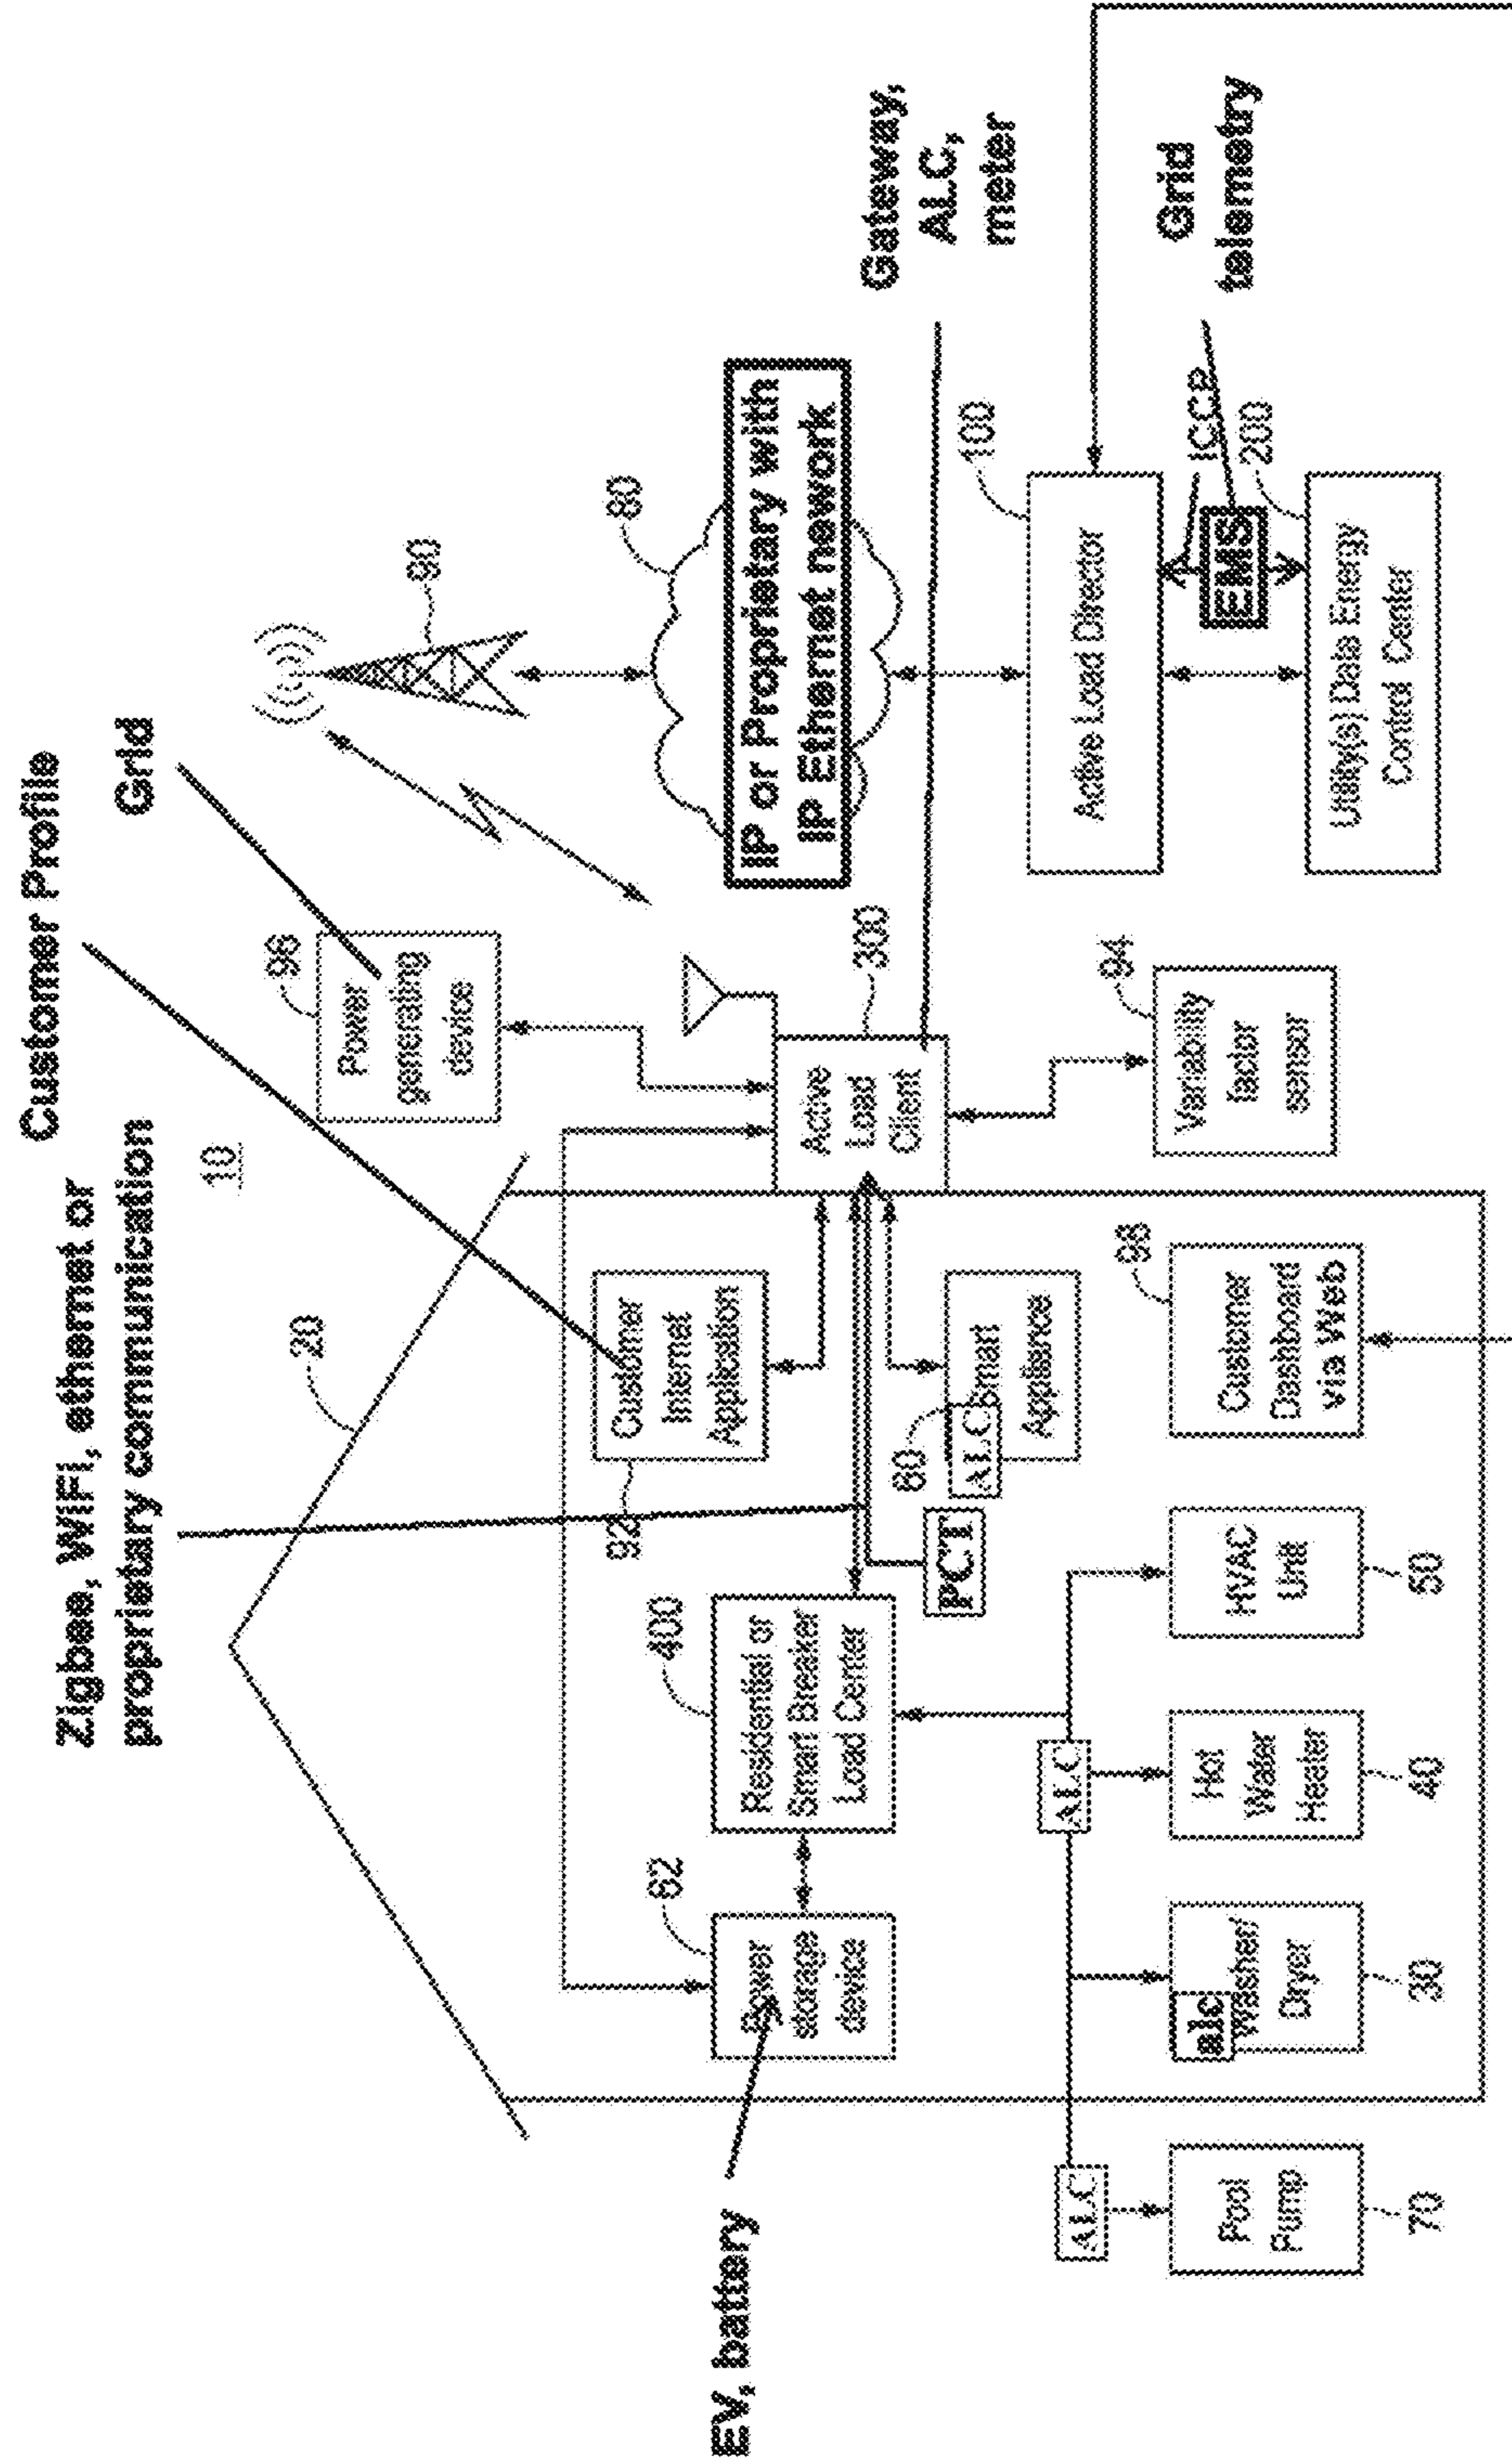 Customer Profile
Zigbee, WiFi, ethernet or
proprietary communication
Grid
10
20
96
Power
generating
device
90
80
IP or Proprietary with
IP Ethernet nework
EV, battery
62
Power
storage
device
400
Residential or
Smart Breaker
Load Center
92
Customer
Internet
Application
Active
Load
Client
300
Gateway,
ALC,
meter
PCT
60
ALC
Smart
Appliance
100
Active Load Director
ICCP
EMS
Grid
telemetry
200
Utility(s) Data Energy
Control Center
94
Variability
factor
sensor
98
Customer
Dashboard
via Web
ALC
ALC
Pool
Pump
70
alc
Washer/
Dryer
30
Hot
Water
Heater
40
HVAC
Unit
50